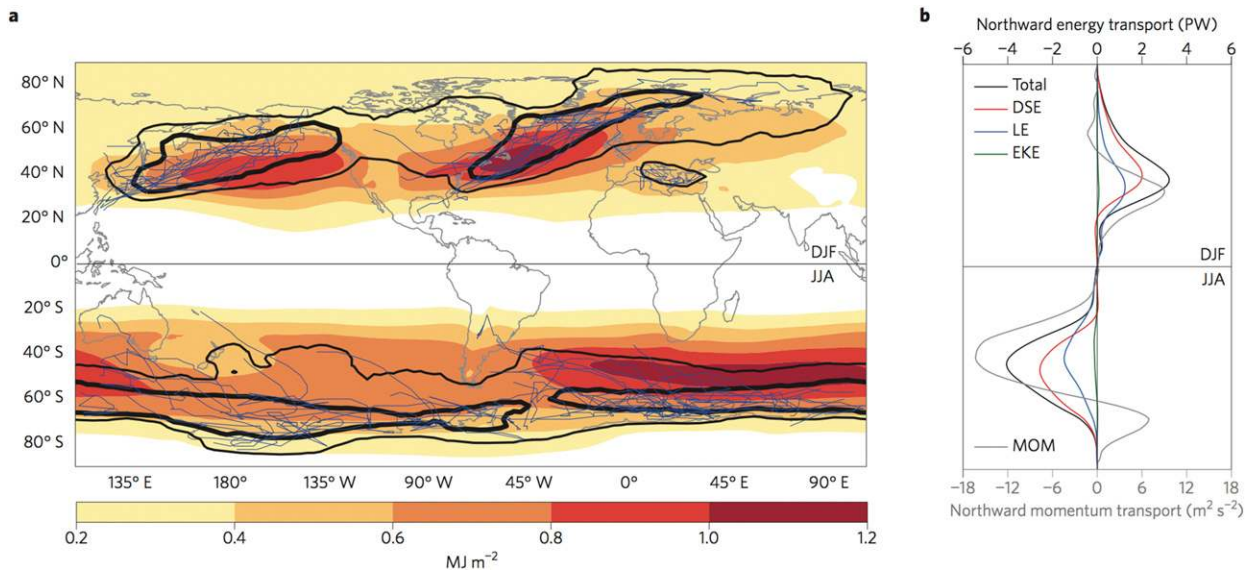 a
80° N
60° N
40° N
20° N
0°
20° S
40° S
60° S
80° S
DJF
JJA
135° E 180° 135° W 90° W 45° W 0° 90° E
0.2 0.4 0.6 0.8 1.0 1.2
MJ m⁻²
b
Northward energy transport (PW)
−6 −2 0 2 6
Total
DSE
LE
EKE
DJF
JJA
MOM
−18 −12 −6 0 6 12 18
Northward momentum transport (m² s⁻²)